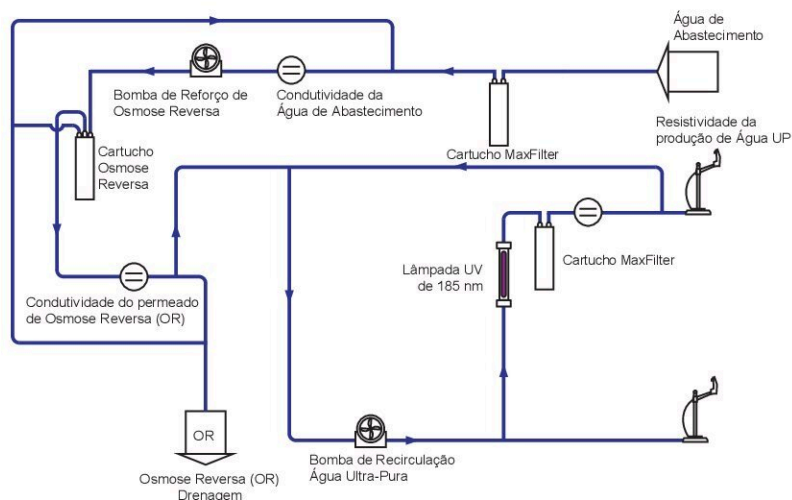 Água de
Abastecimento
Bomba de Reforço de
Osmose Reversa
Condutividade da
Água de Abastecimento
Cartucho MaxFilter
Resistividade da
produção de Água UP
Cartucho
Osmose
Reversa
Lâmpada UV
de 185 nm
Cartucho MaxFilter
Condutividade do permeado
de Osmose Reversa (OR)
OR
Osmose Reversa (OR)
Drenagem
Bomba de Recirculação
Água Ultra-Pura